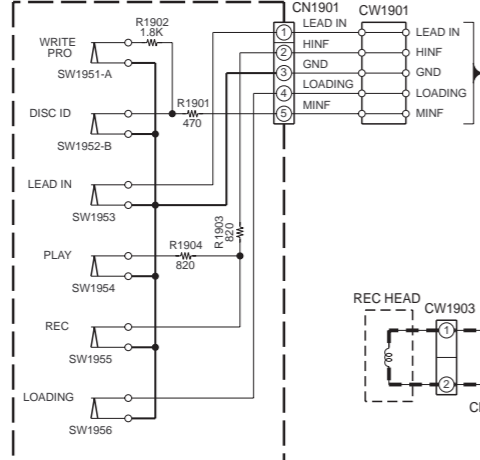 CN1901
CW1901
R1902
1.8K
WRITE
PRO
SW1951-A
1 LEAD IN
2 HINF
3 GND
4 LOADING
5 MINF
LEAD IN
HINF
GND
LOADING
MINF
DISC ID
SW1952-B
R1901
470
LEAD IN
SW1953
R1903
820
PLAY
SW1954
R1904
820
REC
SW1955
LOADING
SW1956
REC HEAD
CW1903
1
2